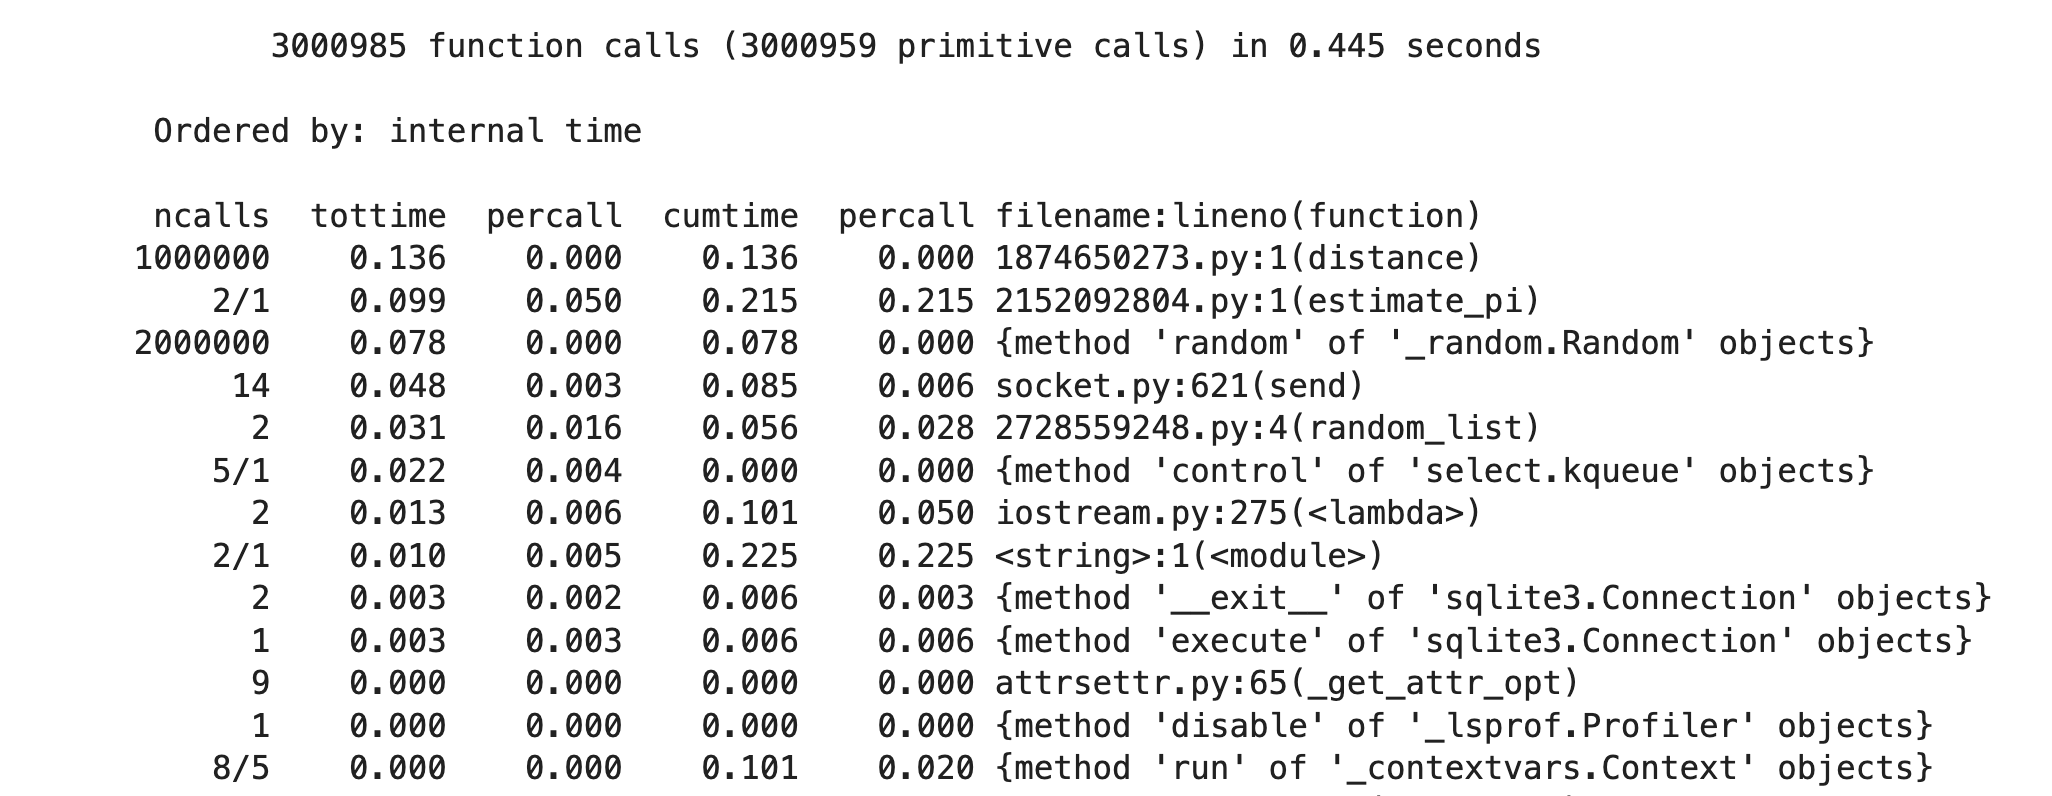 3000985 function calls (3000959 primitive calls) in 0.445 seconds
Ordered by: internal time
ncalls tottime percall cumtime percall filename:lineno(function)
1000000 0.136 0.000 0.136 0.000 1874650273.py:1(distance)
2/1 0.099 0.050 0.215 0.215 2152092804.py:1(estimate_pi)
2000000 0.078 0.000 0.078 0.000 {method 'random' of '_random.Random' objects}
14 0.048 0.003 0.085 0.006 socket.py:621(send)
2 0.031 0.016 0.056 0.028 2728559248.py:4(random_list)
5/1 0.022 0.004 0.000 0.000 {method 'control' of 'select.kqueue' objects}
2 0.013 0.006 0.101 0.050 iostream.py:275(<lambda>)
2/1 0.010 0.005 0.225 0.225 <string>:1(<module>)
2 0.003 0.002 0.006 0.003 {method '__exit__' of 'sqlite3.Connection' objects}
1 0.003 0.003 0.006 0.006 {method 'execute' of 'sqlite3.Connection' objects}
9 0.000 0.000 0.000 0.000 attrsettr.py:65(_get_attr_opt)
1 0.000 0.000 0.000 0.000 {method 'disable' of '_lsprof.Profiler' objects}
8/5 0.000 0.000 0.101 0.020 {method 'run' of '_contextvars.Context' objects}